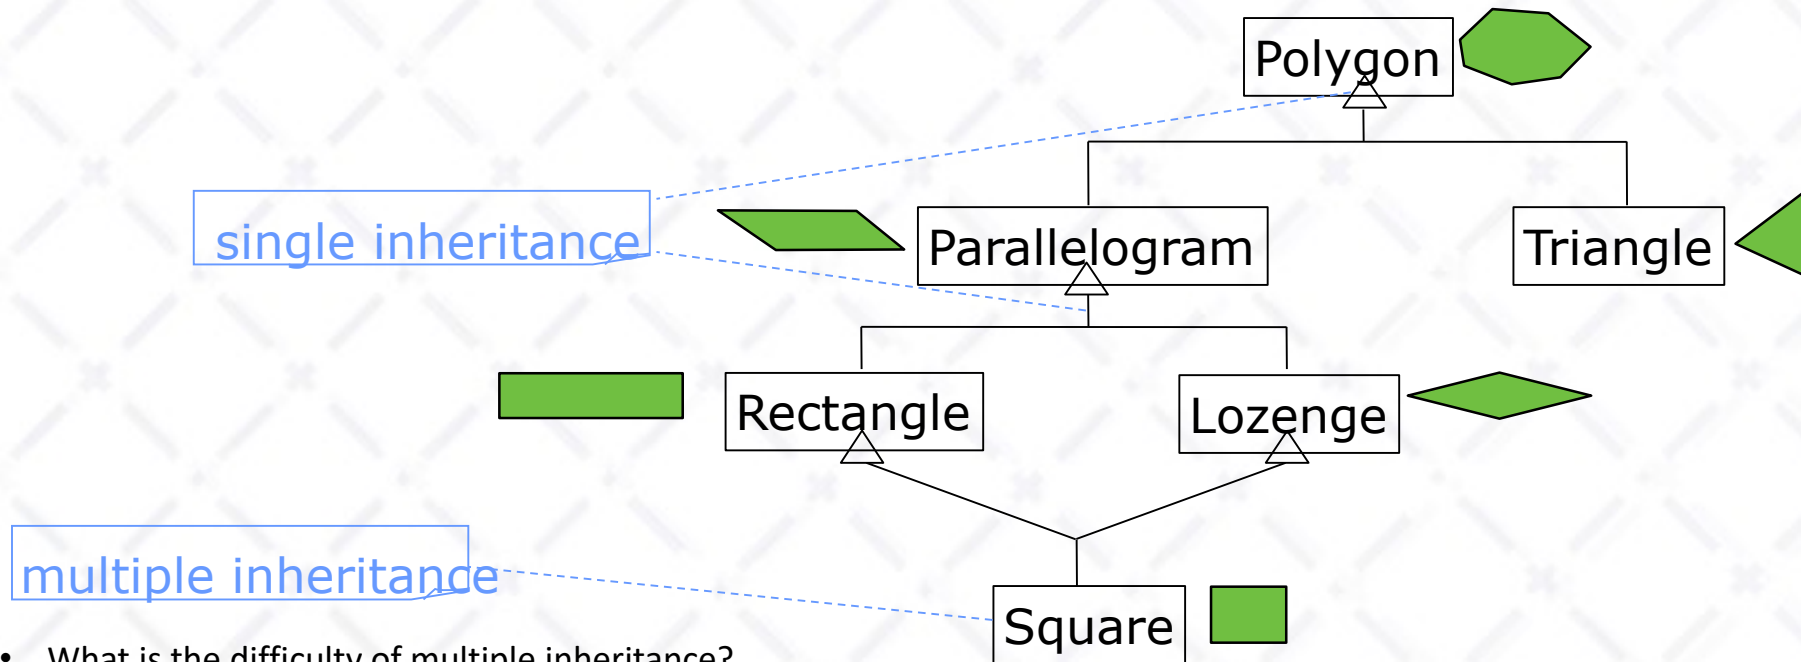 Polygon
single inheritance
Parallelogram
Triangle
Rectangle
Lozenge
multiple inheritance
Square
• What is the difficulty of multiple inheritance?